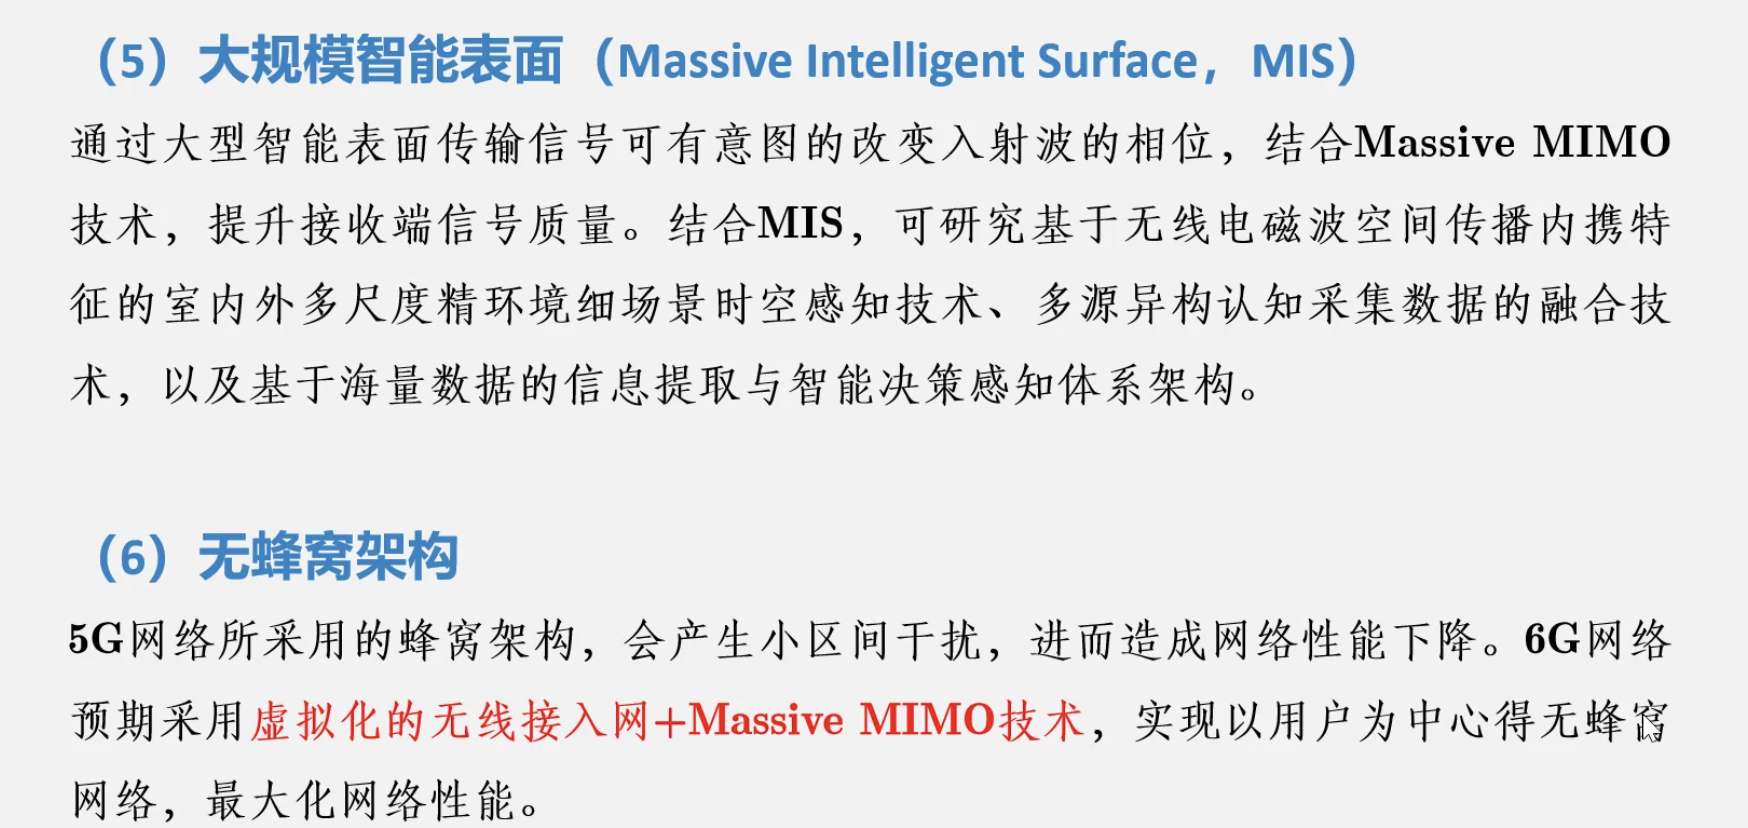 （5）大规模智能表面（Massive Intelligent Surface，MIS）
通过大型智能表面传输信号可有意图的改变入射波的相位，结合Massive MIMO
技术，提升接收端信号质量。结合MIS，可研究基于无线电磁波空间传播内携特
征的室内外多尺度精环境细场景时空感知技术、多源异构认知采集数据的融合技
术，以及基于海量数据的信息提取与智能决策感知体系架构。
（6）无蜂窝架构
5G网络所采用的蜂窝架构，会产生小区间干扰，进而造成网络性能下降。6G网络
预期采用虚拟化的无线接入网+Massive MIMO技术，实现以用户为中心得无蜂窝
网络，最大化网络性能。